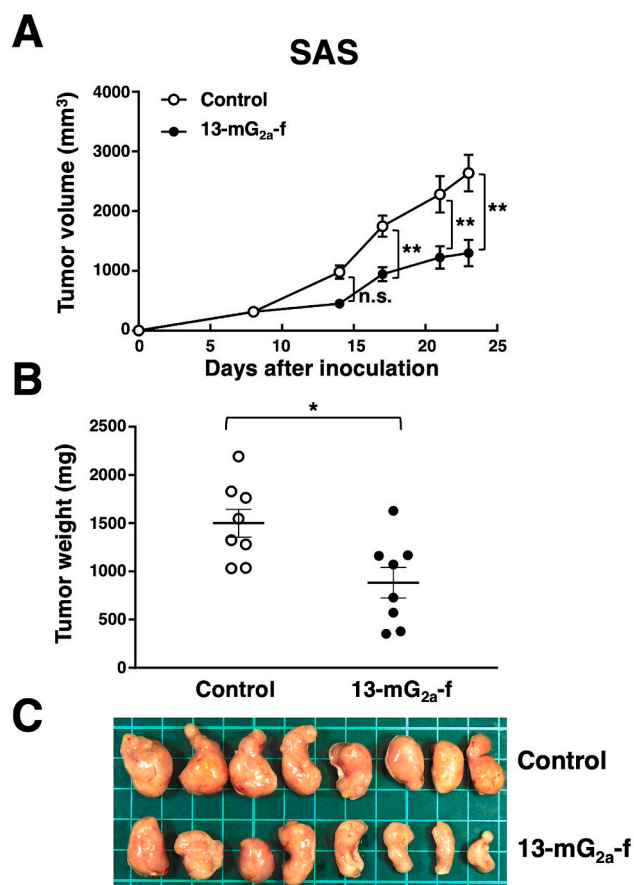 A
SAS
Control
13-mG2a-f
Tumor volume (mm3)
4000
3000
2000
1000
0
n.s.
**
**
**
0 5 10 15 20 25
Days after inoculation
B
*
Tumor weight (mg)
2500
2000
1500
1000
500
0
Control 13-mG2a-f
C
Control
13-mG2a-f